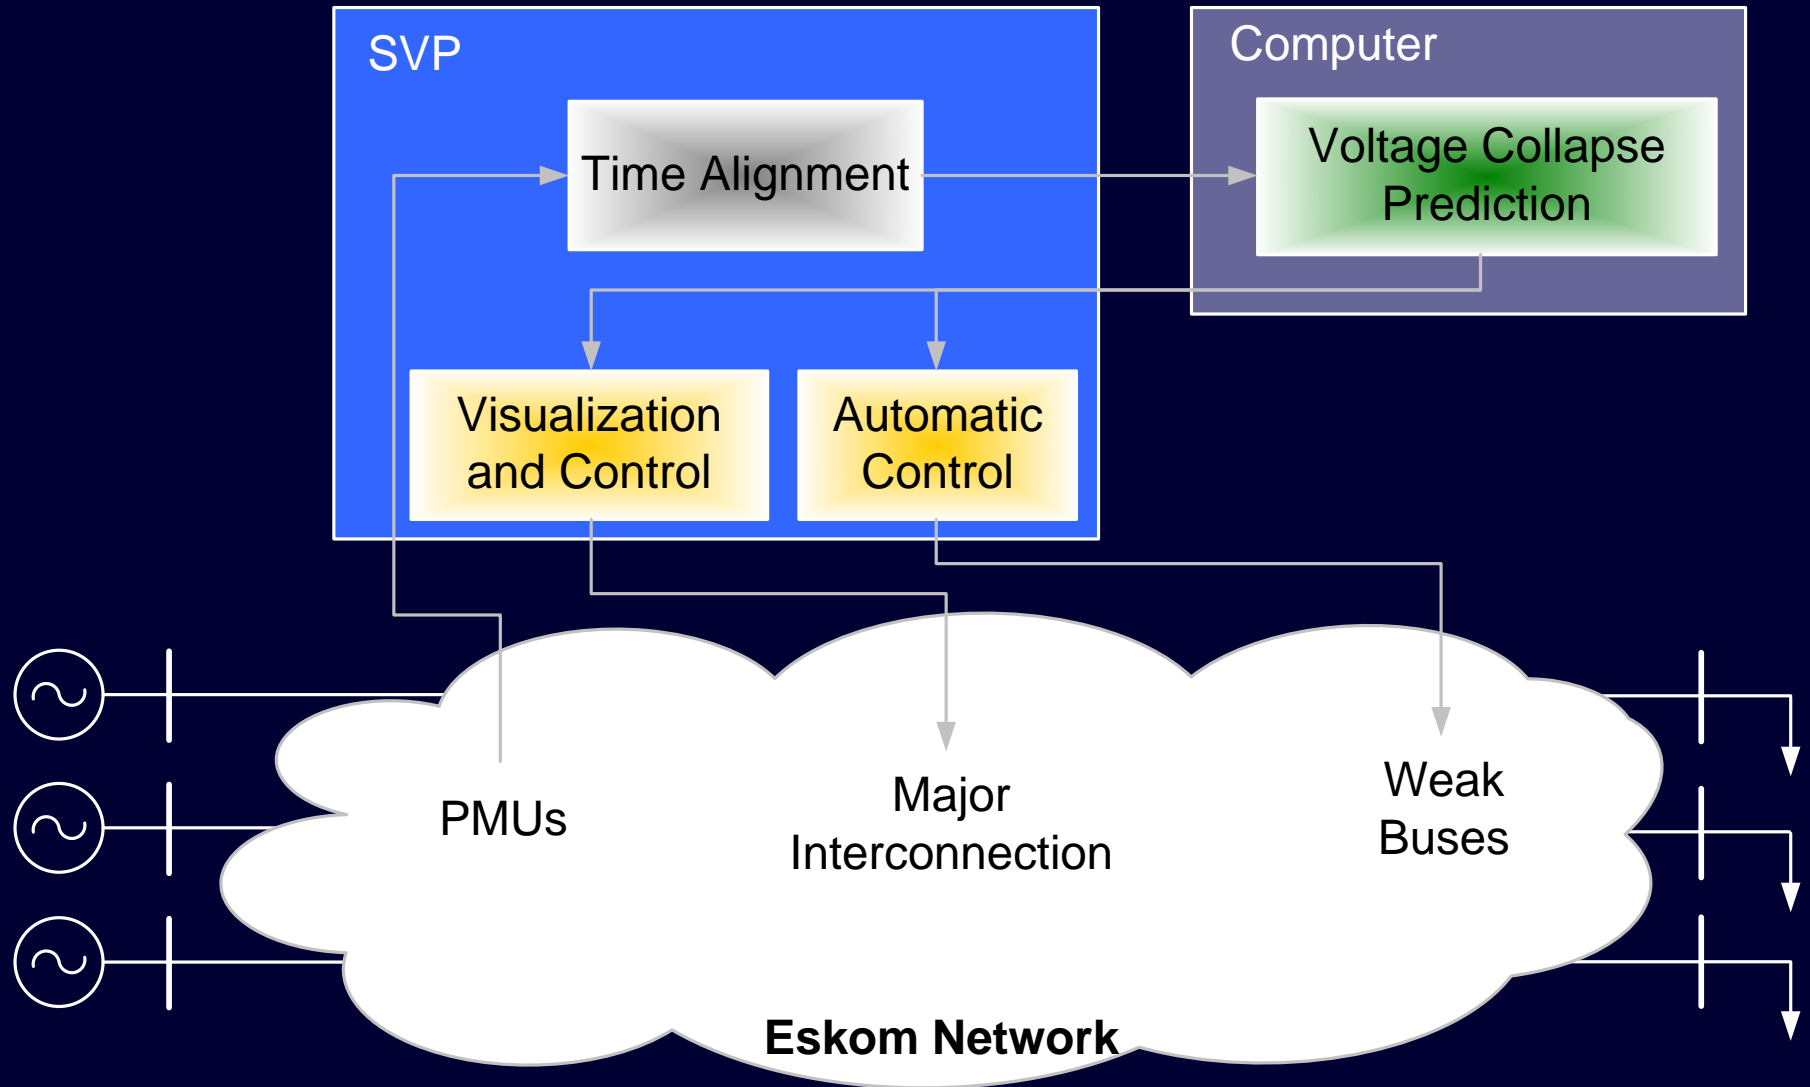 SVP
Computer
Time Alignment
Voltage Collapse
Prediction
Visualization
and Control
Automatic
Control
PMUs
Major
Interconnection
Weak
Buses
Eskom Network